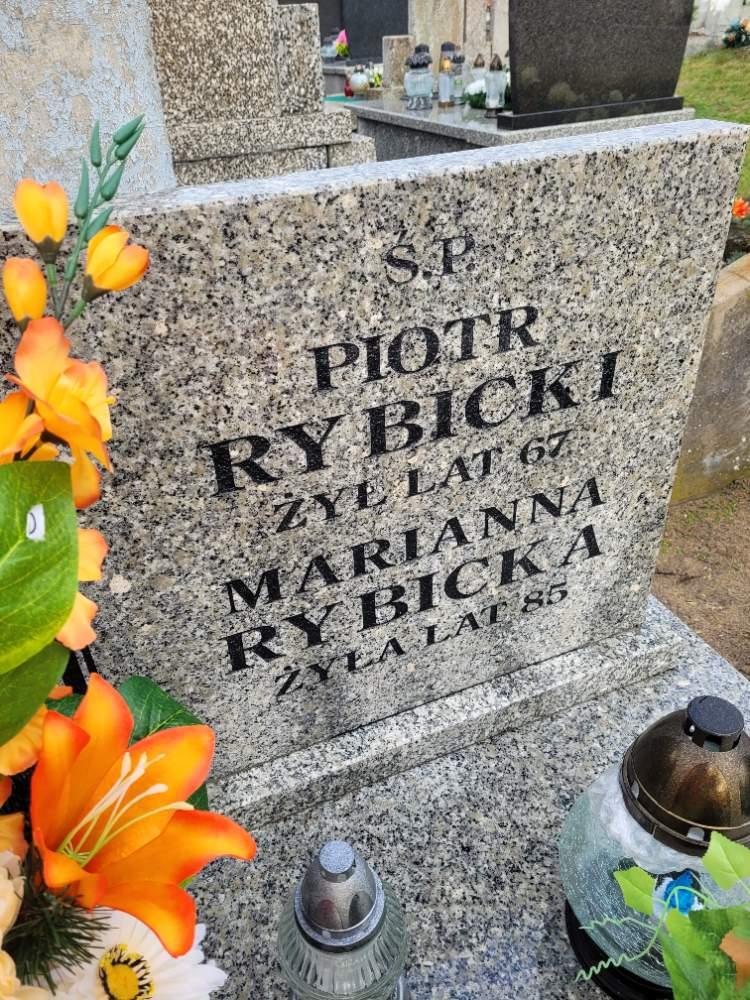 Ś.P.
PIOTR
RYBICKI
ŻYŁ LAT 67
MARIANNA
RYBICKA
ŻYŁA LAT 85